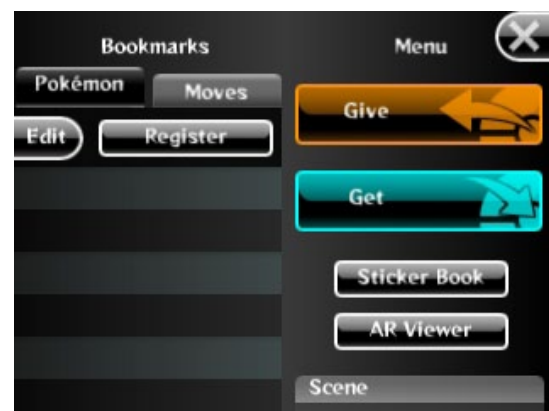 Bookmarks
Pokémon
Moves
Edit
Register
Menu
Give
Get
Sticker Book
AR Viewer
Scene